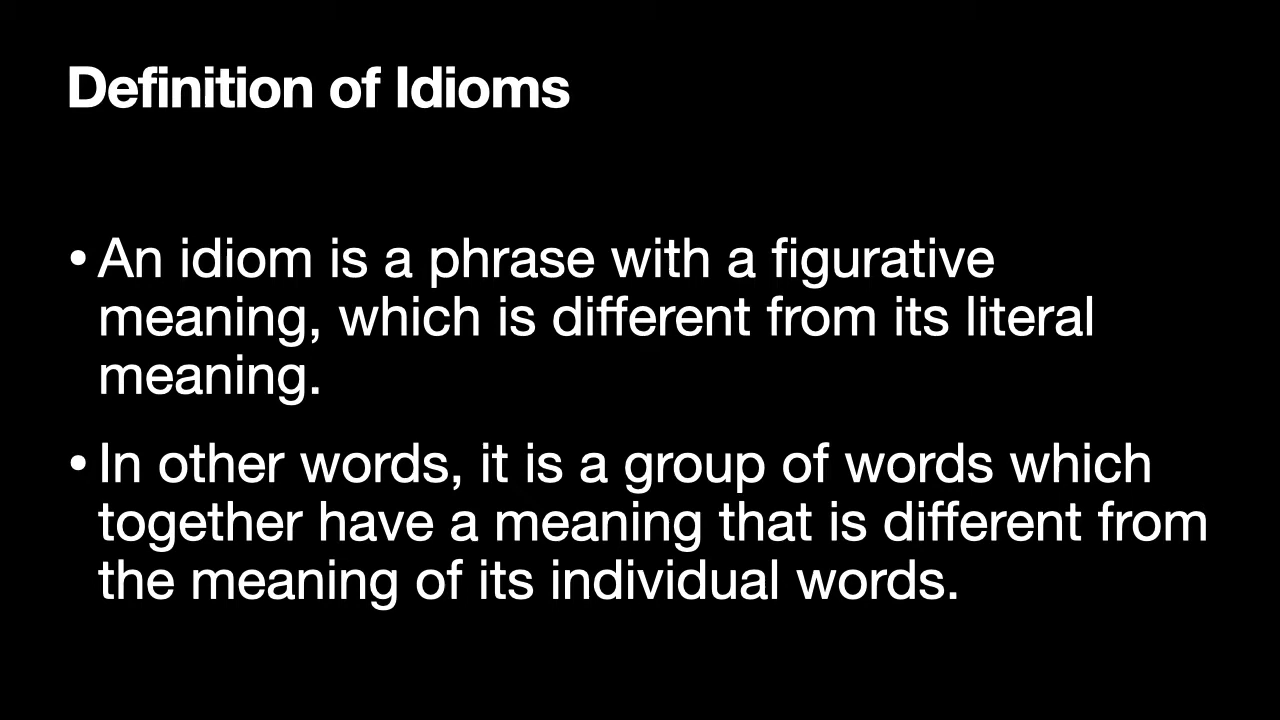 Definition of Idioms
• An idiom is a phrase with a figurative
meaning, which is different from its literal
meaning.
• In other words, it is a group of words which
together have a meaning that is different from
the meaning of its individual words.